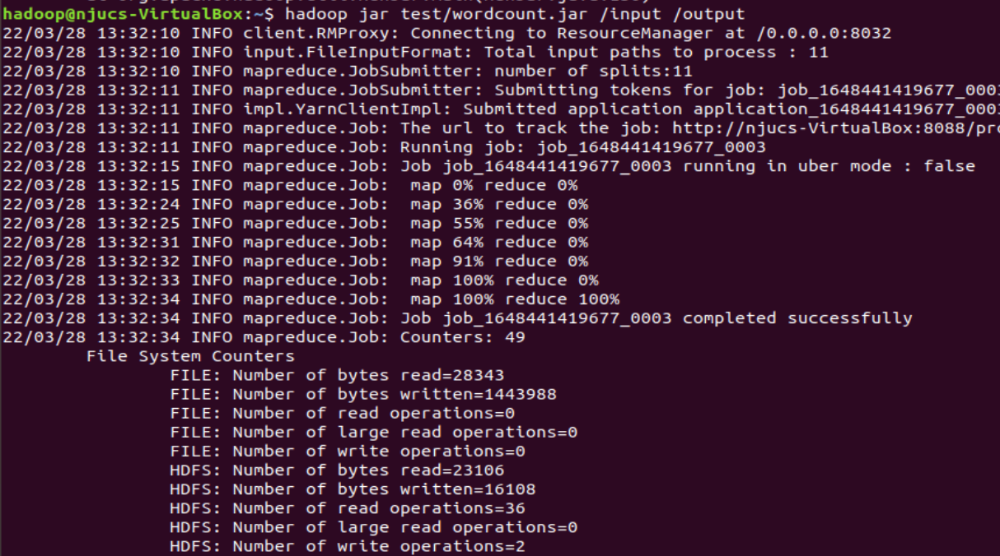 hadoop@njucs-VirtualBox:~$ hadoop jar test/wordcount.jar /input /output
22/03/28 13:32:10 INFO client.RMProxy: Connecting to ResourceManager at /0.0.0.0:8032
22/03/28 13:32:10 INFO input.FileInputFormat: Total input paths to process : 11
22/03/28 13:32:10 INFO mapreduce.JobSubmitter: number of splits:11
22/03/28 13:32:11 INFO mapreduce.JobSubmitter: Submitting tokens for job: job_1648441419677_0003
22/03/28 13:32:11 INFO impl.YarnClientImpl: Submitted application application_1648441419677_0003
22/03/28 13:32:11 INFO mapreduce.Job: The url to track the job: http://njucs-VirtualBox:8088/pro
22/03/28 13:32:11 INFO mapreduce.Job: Running job: job_1648441419677_0003
22/03/28 13:32:15 INFO mapreduce.Job: Job job_1648441419677_0003 running in uber mode : false
22/03/28 13:32:15 INFO mapreduce.Job:  map 0% reduce 0%
22/03/28 13:32:24 INFO mapreduce.Job:  map 36% reduce 0%
22/03/28 13:32:25 INFO mapreduce.Job:  map 55% reduce 0%
22/03/28 13:32:31 INFO mapreduce.Job:  map 64% reduce 0%
22/03/28 13:32:32 INFO mapreduce.Job:  map 91% reduce 0%
22/03/28 13:32:33 INFO mapreduce.Job:  map 100% reduce 0%
22/03/28 13:32:34 INFO mapreduce.Job:  map 100% reduce 100%
22/03/28 13:32:34 INFO mapreduce.Job: Job job_1648441419677_0003 completed successfully
22/03/28 13:32:34 INFO mapreduce.Job: Counters: 49
File System Counters
FILE: Number of bytes read=28343
FILE: Number of bytes written=1443988
FILE: Number of read operations=0
FILE: Number of large read operations=0
FILE: Number of write operations=0
HDFS: Number of bytes read=23106
HDFS: Number of bytes written=16108
HDFS: Number of read operations=36
HDFS: Number of large read operations=0
HDFS: Number of write operations=2